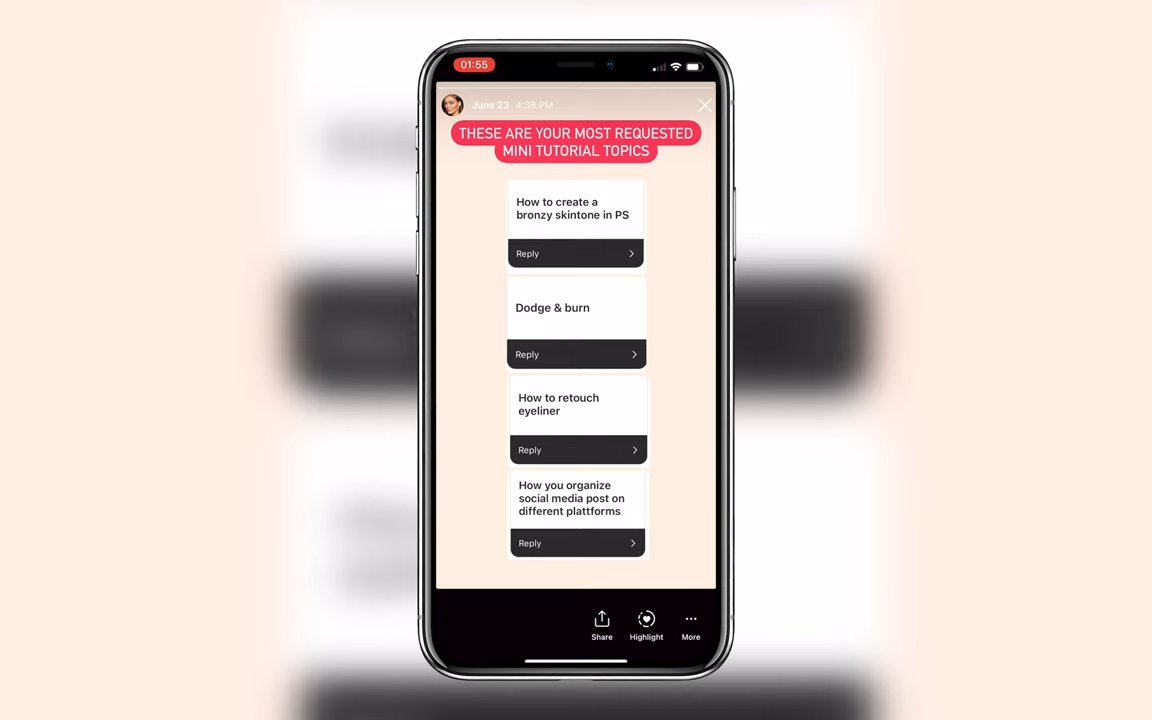 01:55
June 23 4:38 PM
THESE ARE YOUR MOST REQUESTED
MINI TUTORIAL TOPICS
How to create a
bronzy skintone in PS
Reply
Dodge & burn
Reply
How to retouch
eyeliner
Reply
How you organize
social media post on
different plattforms
Reply
Share Highlight More